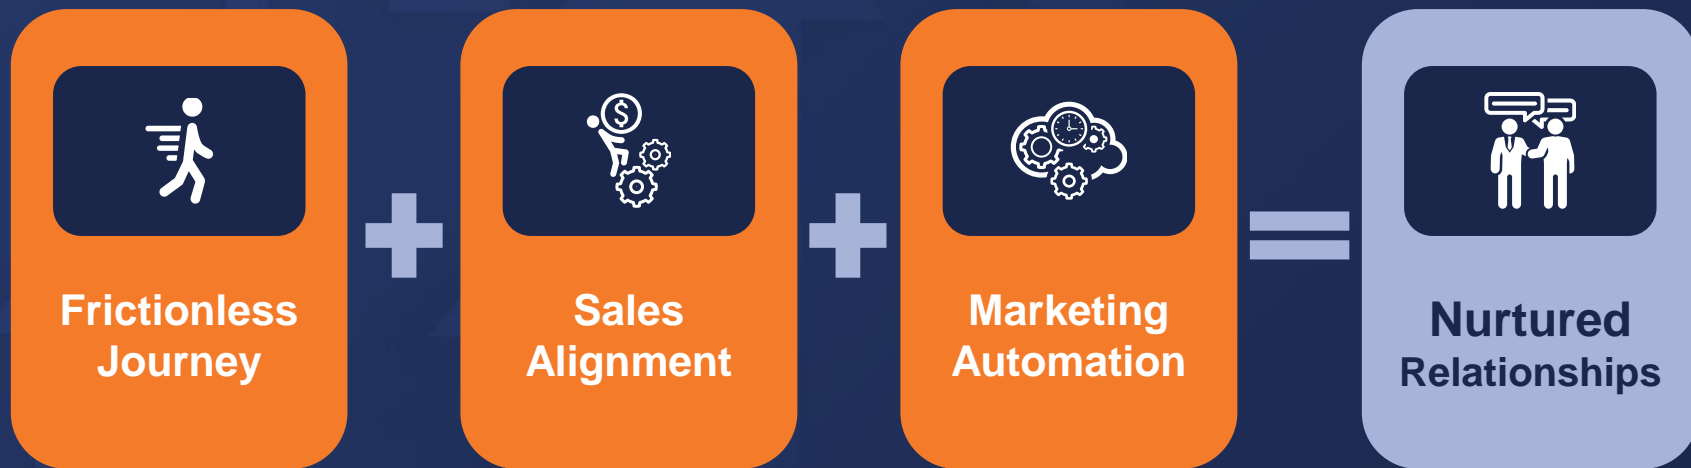 Frictionless
Journey
Sales
Alignment
Marketing
Automation
Nurtured
Relationships